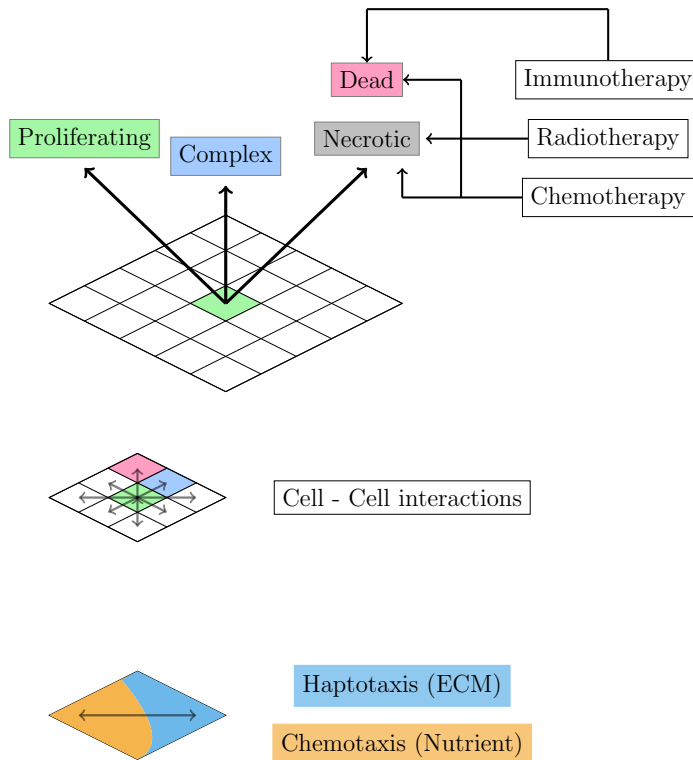 Dead
Immunotherapy
Proliferating
Complex
Necrotic
Radiotherapy
Chemotherapy
Cell - Cell interactions
Haptotaxis (ECM)
Chemotaxis (Nutrient)